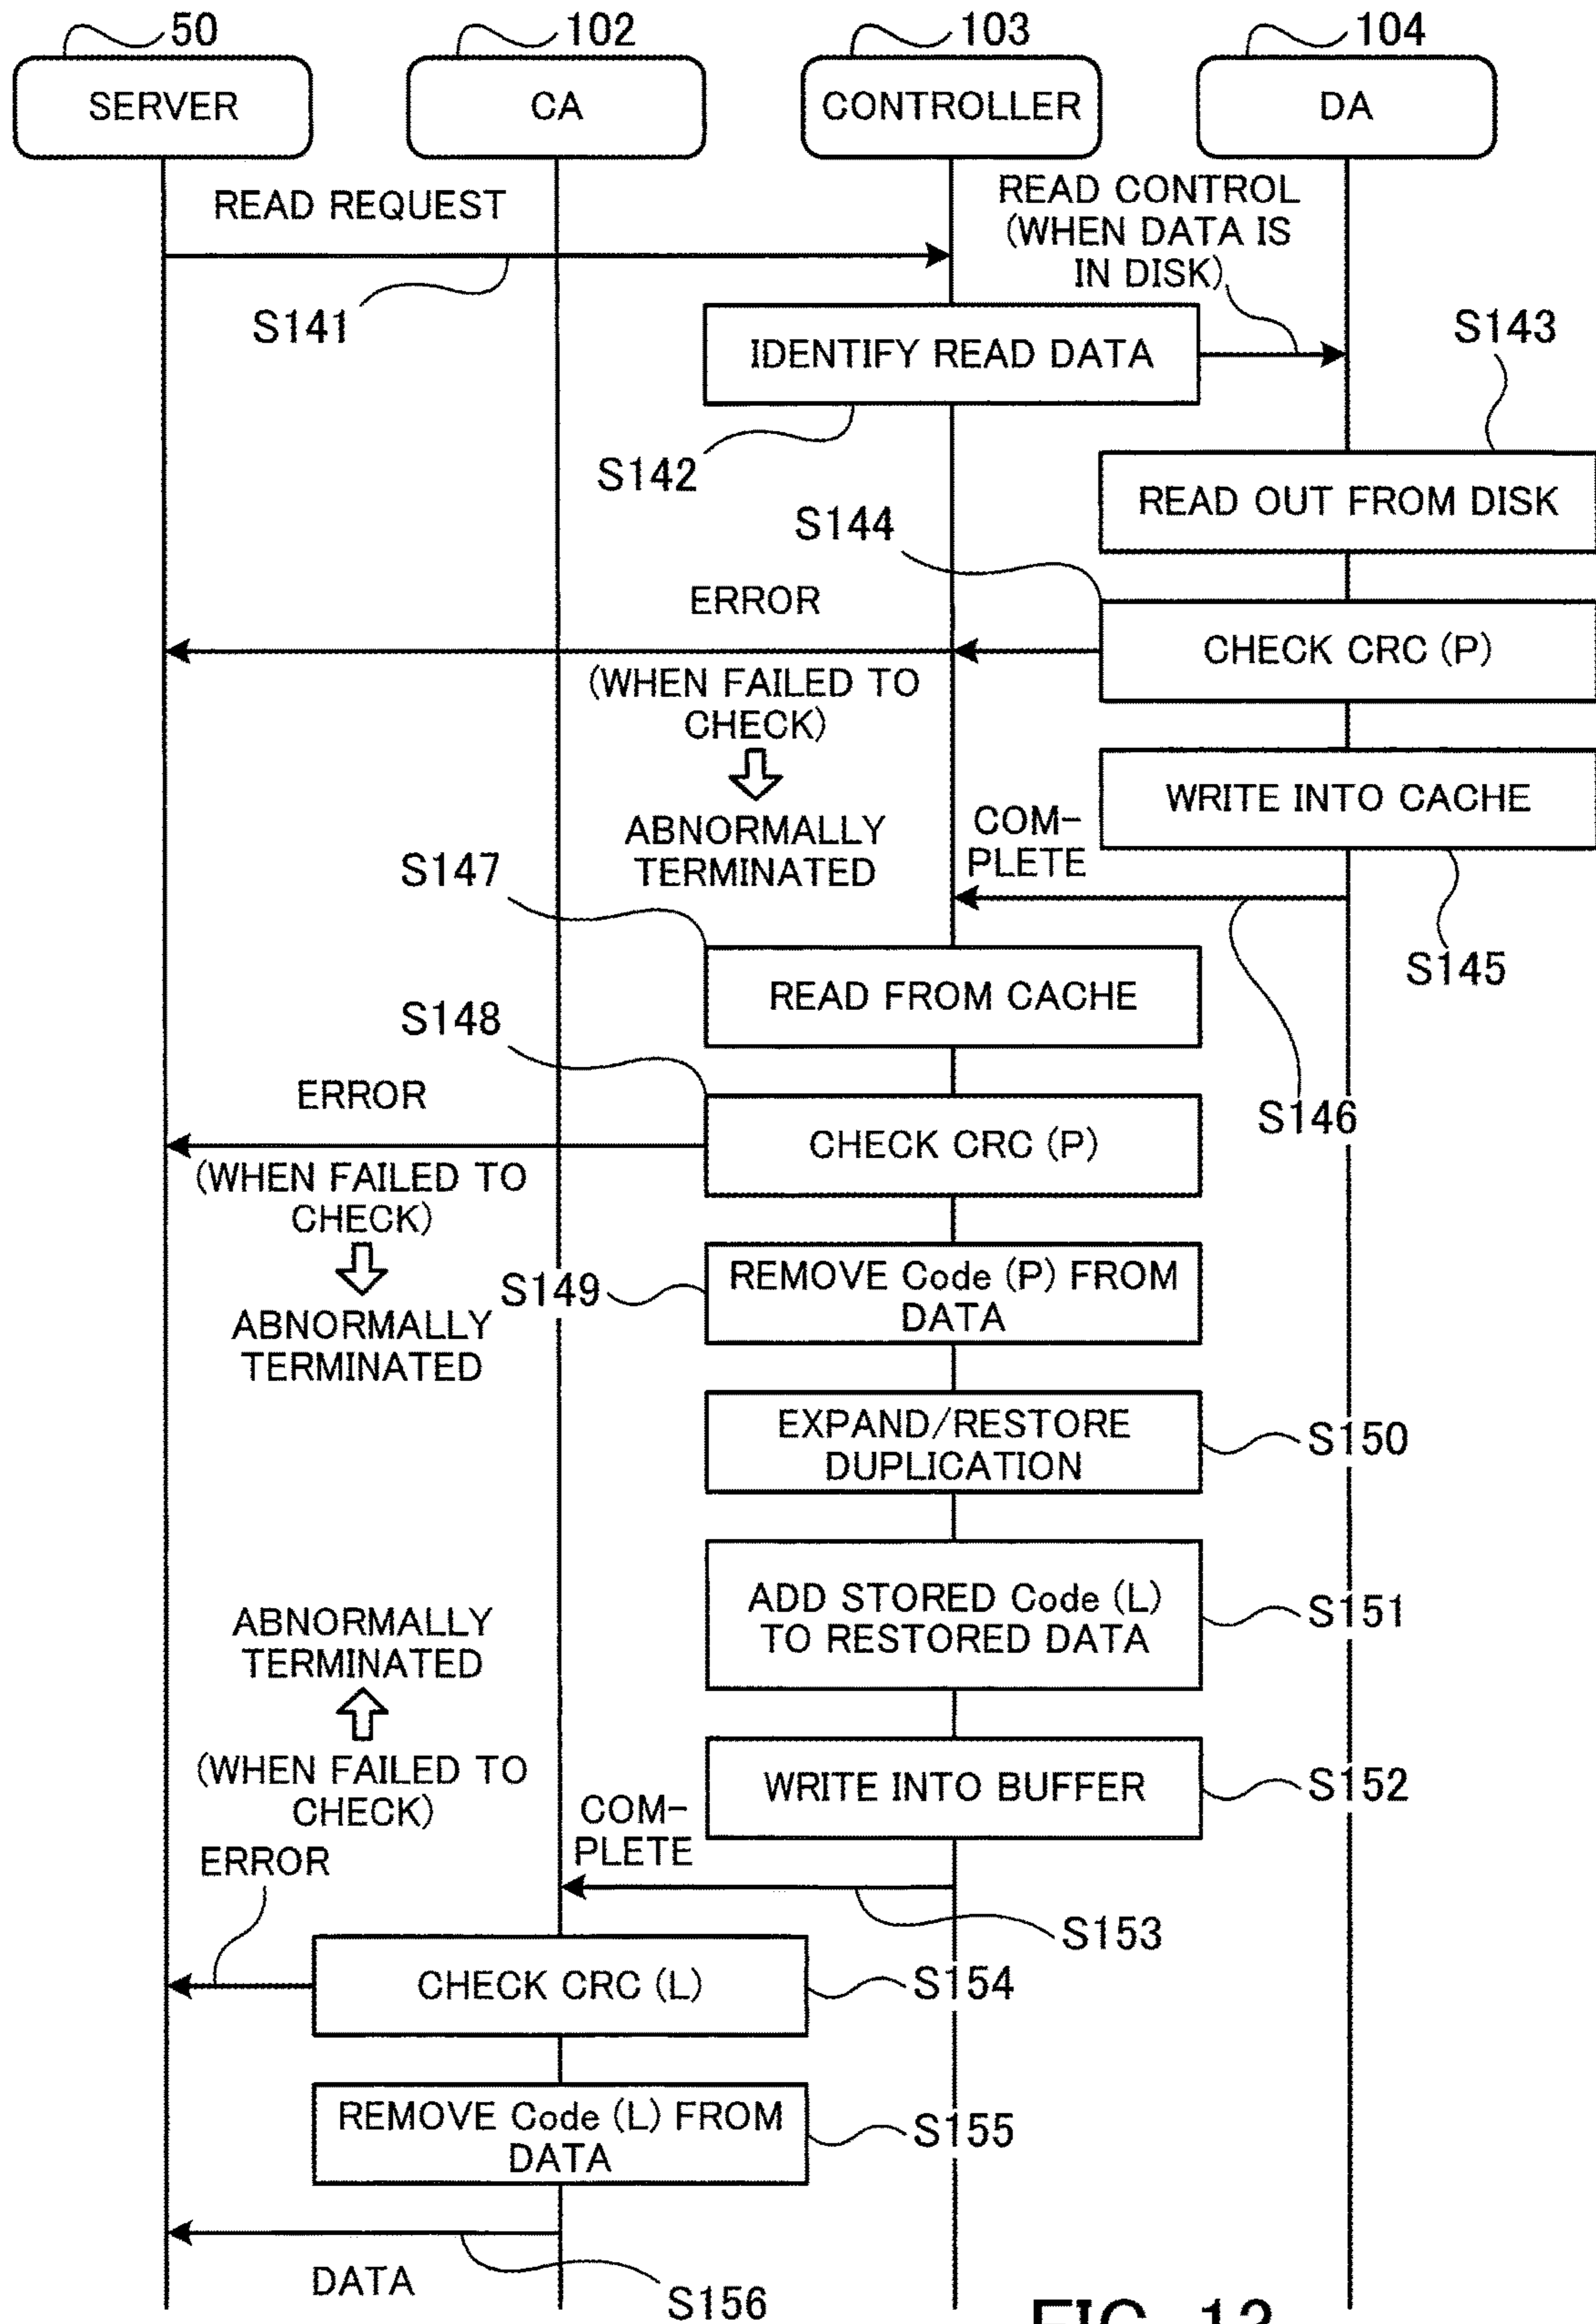 50
102
103
104
SERVER
CA
CONTROLLER
DA
READ REQUEST
READ CONTROL
(WHEN DATA IS
IN DISK)
S141
IDENTIFY READ DATA
S143
S142
READ OUT FROM DISK
S144
ERROR
CHECK CRC (P)
(WHEN FAILED TO
CHECK)
WRITE INTO CACHE
ABNORMALLY
TERMINATED
COM-
PLETE
S147
S145
READ FROM CACHE
S148
S146
ERROR
CHECK CRC (P)
(WHEN FAILED TO
CHECK)
S149
REMOVE Code (P) FROM
DATA
ABNORMALLY
TERMINATED
EXPAND/RESTORE
DUPLICATION
S150
ADD STORED Code (L)
TO RESTORED DATA
S151
ABNORMALLY
TERMINATED
(WHEN FAILED TO
CHECK)
WRITE INTO BUFFER
S152
COM-
PLETE
ERROR
S153
CHECK CRC (L)
S154
REMOVE Code (L) FROM
DATA
S155
DATA
S156